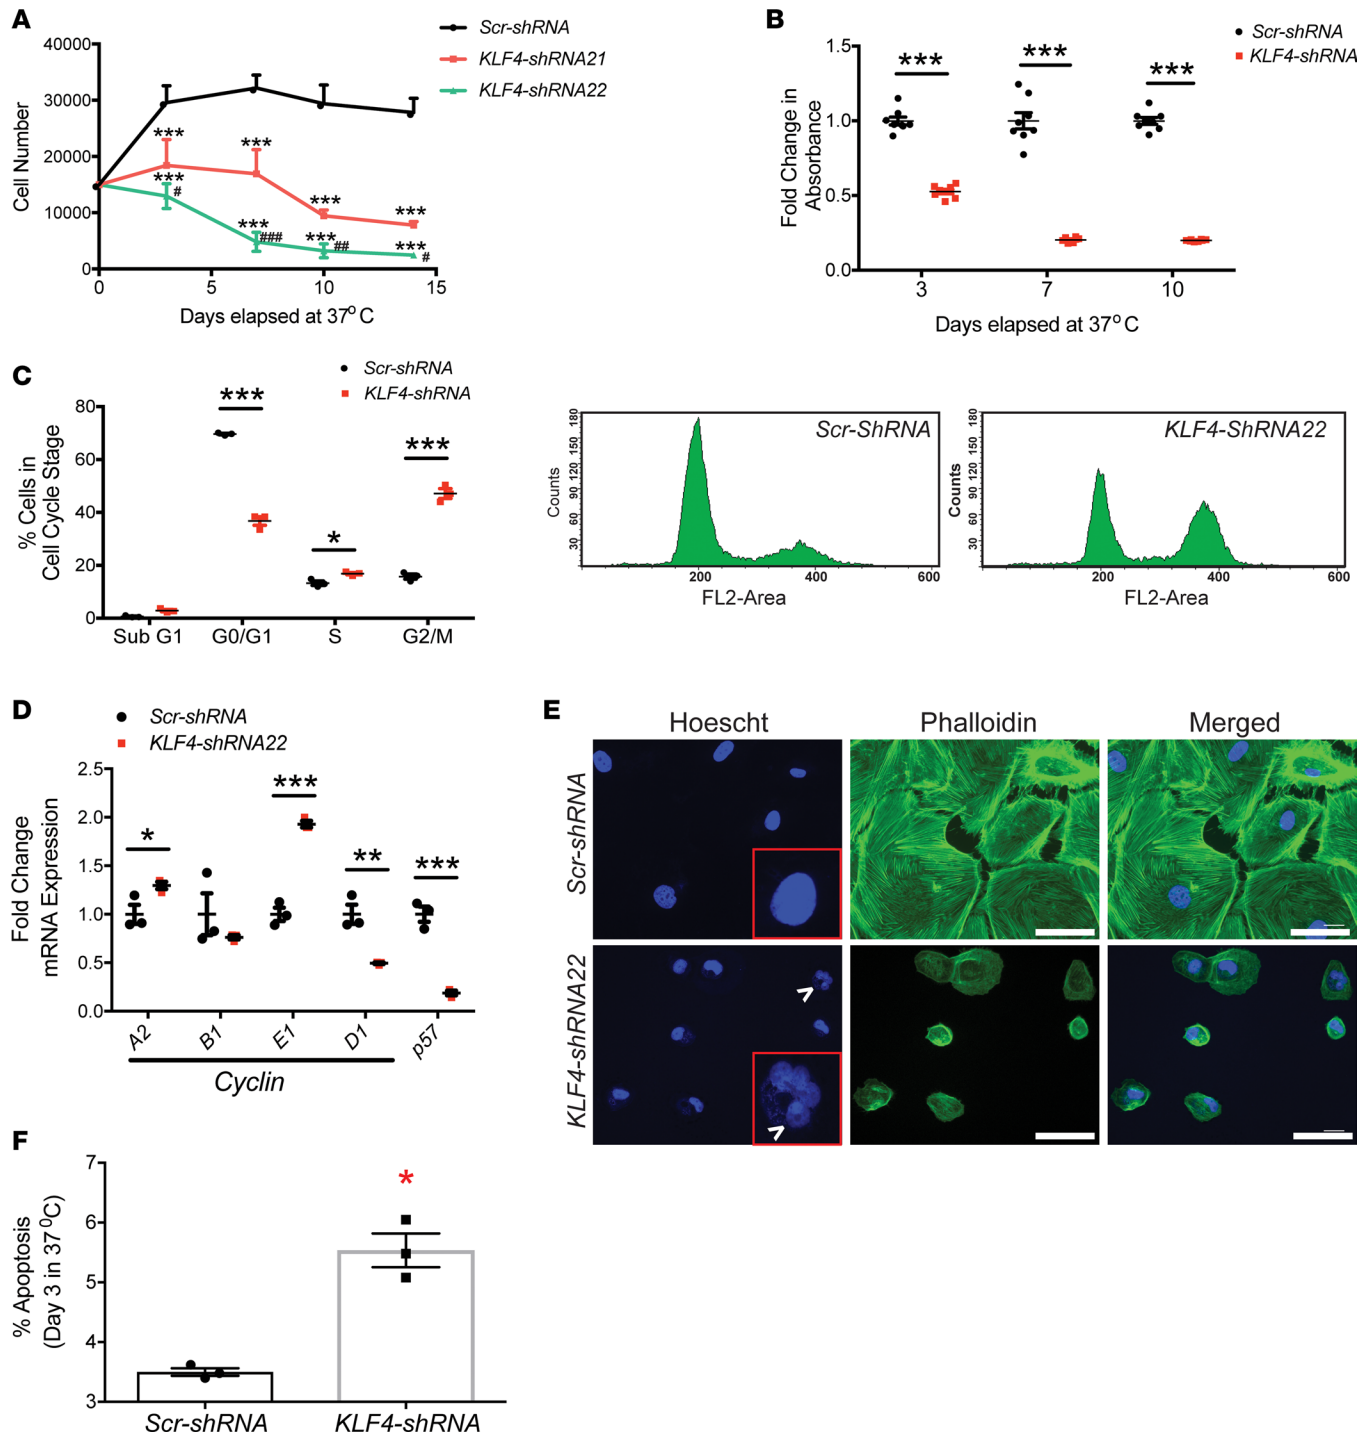 A
Scr-shRNA
KLF4-shRNA21
KLF4-shRNA22
40000
30000
20000
10000
0
Cell Number
***
***
***
***
***
#
***
###
***
##
***
#
0
5
10
15
Days elapsed at 37°C
B
Scr-shRNA
KLF4-shRNA
1.5
1.0
0.5
0.0
Fold Change in
Absorbance
***
***
***
3
7
10
Days elapsed at 37°C
C
Scr-shRNA
KLF4-shRNA
80
60
40
20
0
% Cells in
Cell Cycle Stage
***
*
***
Sub G1
G0/G1
S
G2/M
Scr-ShRNA
Counts
30 60 90 120 150 180
200 400 600
FL2-Area
KLF4-ShRNA22
Counts
30 60 90 120 150 180
200 400 600
FL2-Area
D
Scr-shRNA
KLF4-shRNA22
2.5
2.0
1.5
1.0
0.5
0.0
Fold Change
mRNA Expression
*
***
**
***
A2
B1
E1
D1
p57
Cyclin
E
Hoescht
Phalloidin
Merged
Scr-shRNA
KLF4-shRNA22
F
7
6
5
4
3
% Apoptosis
(Day 3 in 37⁰C)
*
Scr-shRNA
KLF4-shRNA